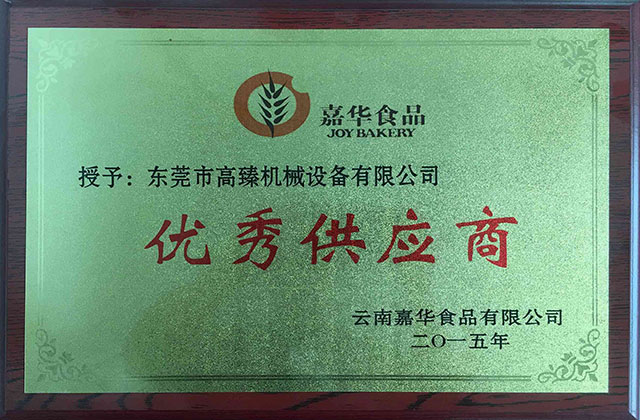 嘉华食品
JOY BAKERY
授予：东莞市高臻机械设备有限公司
优秀供应商
云南嘉华食品有限公司
二O一五年